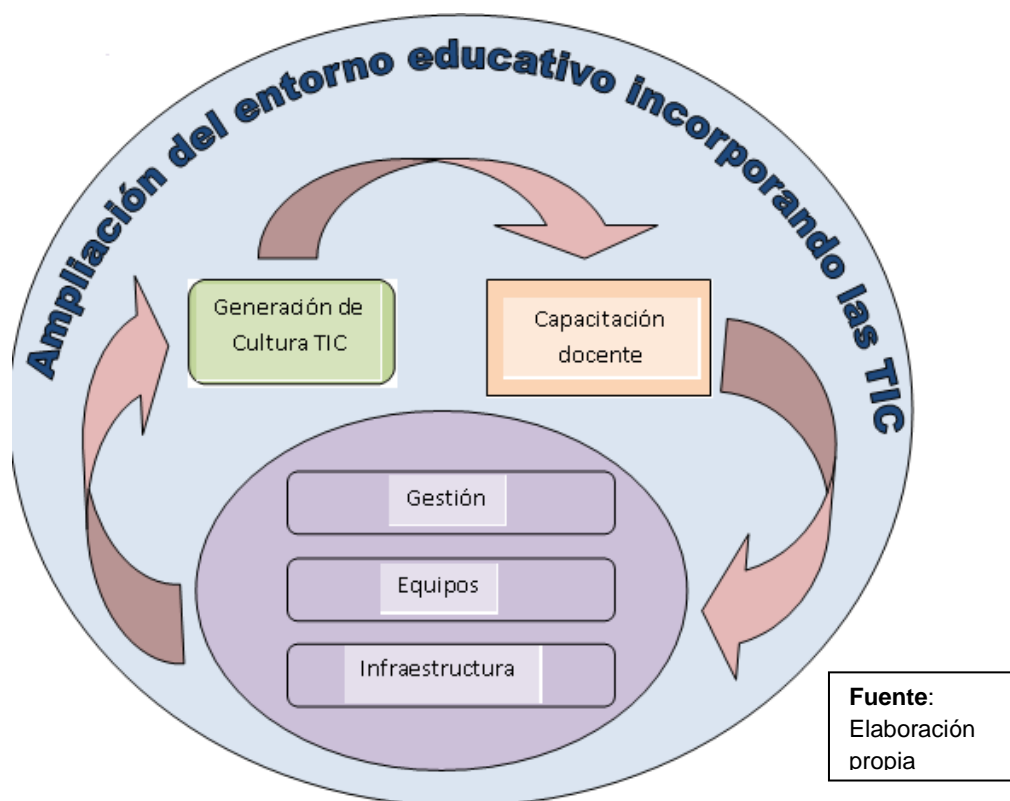 Ampliación del entorno educativo incorporando las TIC
Generación de
Cultura TIC
Capacitación
docente
Gestión
Equipos
Infraestructura
Fuente:
Elaboración
propia